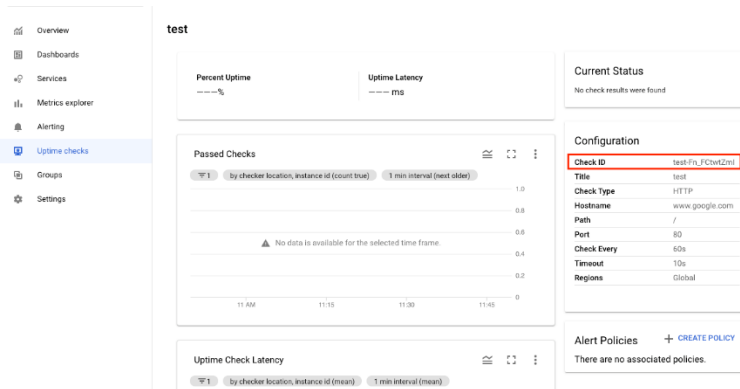 test
Overview
Dashboards
Services
Metrics explorer
Alerting
Uptime checks
Groups
Settings
Percent Uptime
———%
Uptime Latency
——— ms
Passed Checks
1
by checker location, instance id (count true)
1 min interval (next older)
1.0
0.8
0.6
0.4
0.2
0
No data is available for the selected time frame.
11 AM
11:15
11:30
11:45
Uptime Check Latency
1
by checker location, instance id (mean)
1 min interval (mean)
Current Status
No check results were found
Configuration
Check ID
Title test
Check Type HTTP
Hostname www.google.com
Path /
Port 80
Check Every 60s
Timeout 10s
Regions Global
Alert Policies
+ CREATE POLICY
There are no associated policies.